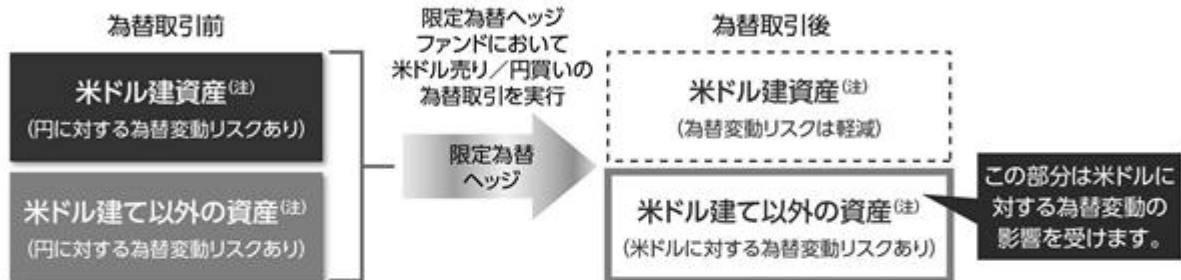 為替取引前
米ドル建資産(注)
(円に対する為替変動リスクあり)
米ドル建て以外の資産(注)
(円に対する為替変動リスクあり)
限定為替ヘッジ
ファンドにおいて
米ドル売り/円買いの
為替取引を実行
限定為替
ヘッジ
為替取引後
米ドル建資産(注)
(為替変動リスクは軽減)
米ドル建て以外の資産(注)
(米ドルに対する為替変動リスクあり)
この部分は米ドルに
対する為替変動の
影響を受けます。